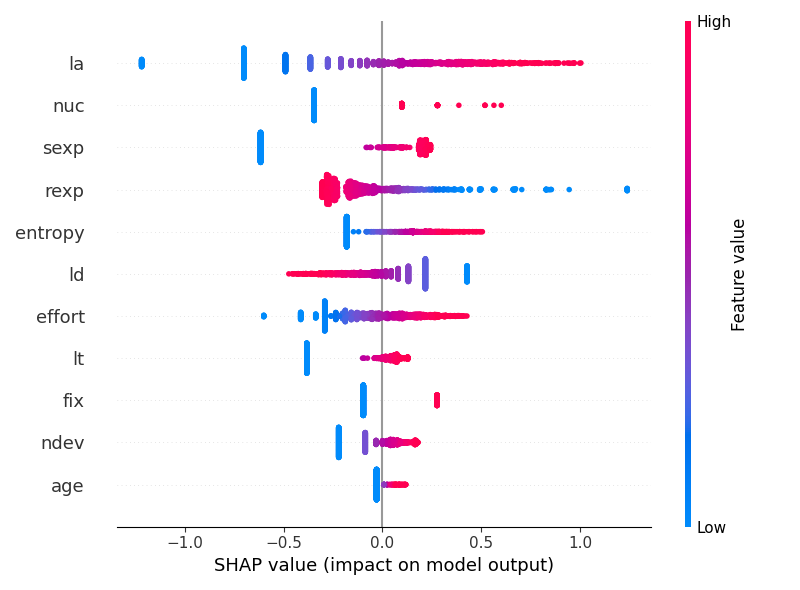 High
la
nuc
sexp
rexp
entropy
ld
effort
lt
fix
ndev
age
Feature value
Low
−1.0 −0.5 0.0 0.5 1.0
SHAP value (impact on model output)